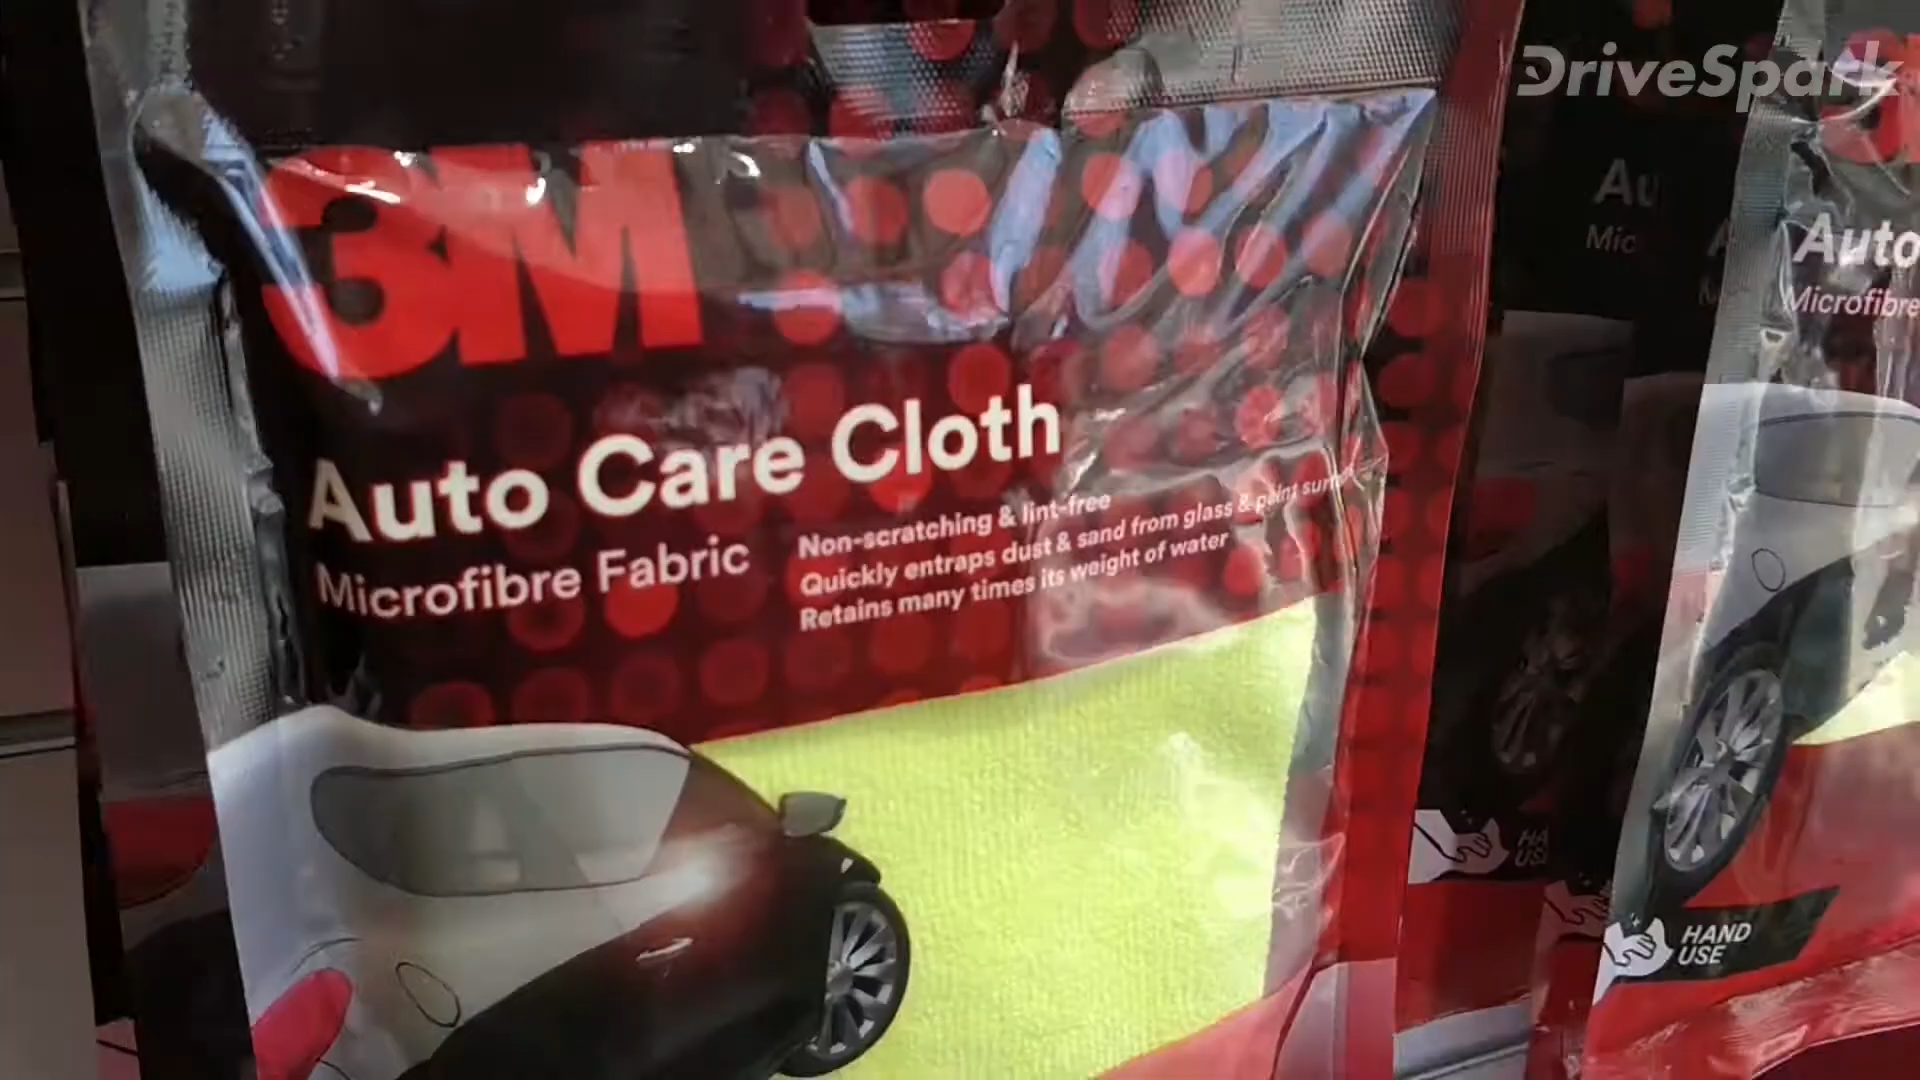 DriveSpark
3M
Auto Care Cloth
Microfibre Fabric
Non-scratching & lint-free
Quickly entraps dust & sand from glass & paint
Retains many times its weight of water
Auto
Microfibre
HAND
USE